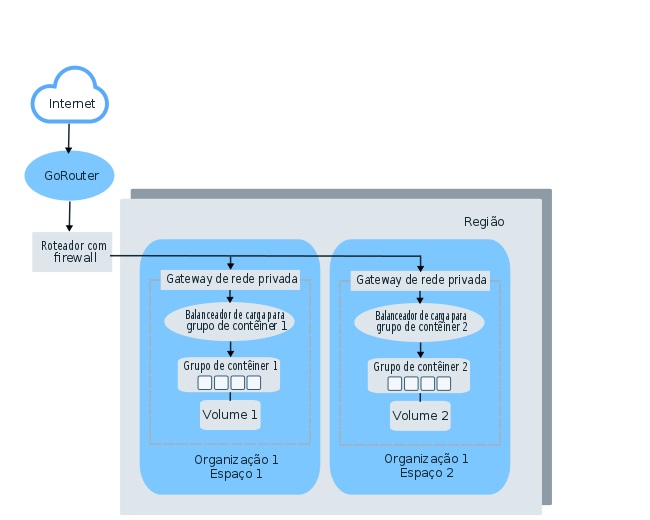 Internet
GoRouter
Região
Roteador com
firewall
Gateway de rede privada
Gateway de rede privada
Balanceador de carga para
grupo de contêiner 1
Balanceador de carga para
grupo de contêiner 2
Grupo de contêiner 1
Grupo de contêiner 2
Volume 1
Volume 2
Organização 1
Espaço 1
Organização 1
Espaço 2